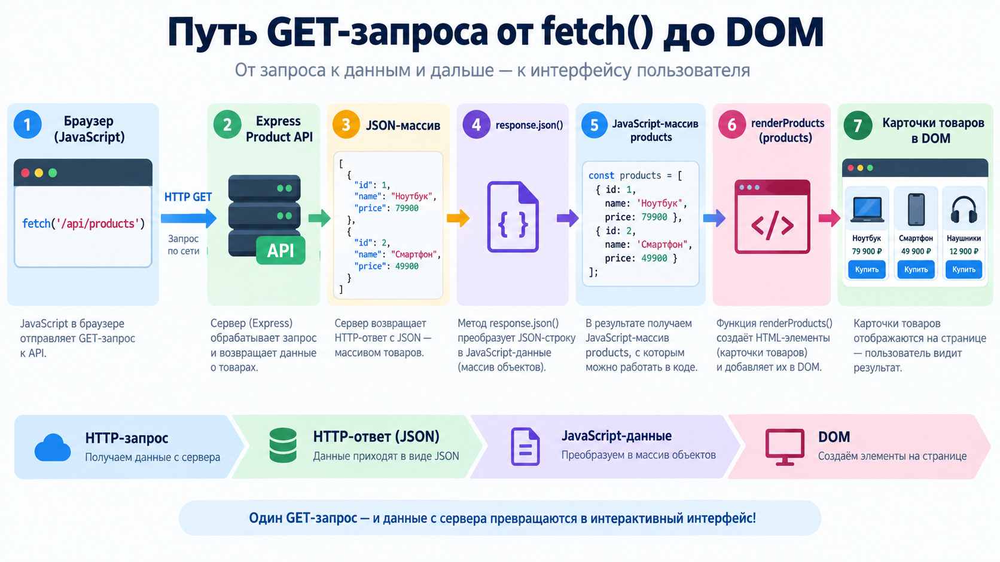 Путь GET-запроса от fetch() до DOM
От запроса к данным и дальше — к интерфейсу пользователя
1
Браузер
(JavaScript)
fetch('/api/products')
JavaScript в браузере
отправляет GET-запрос
к API.
HTTP GET
Запрос
по сети
2
Express
Product API
API
Сервер (Express)
обрабатывает запрос
и возвращает данные
о товарах.
3
JSON-массив
[
{
"id": 1,
"name": "Ноутбук",
"price": 79900
},
{
"id": 2,
"name": "Смартфон",
"price": 49900
}
]
Сервер возвращает
HTTP-ответ с JSON —
массивом товаров.
4
response.json()
{ }
Метод response.json()
преобразует JSON-строку
в JavaScript-данные
(массив объектов).
5
JavaScript-массив
products
const products = [
{ id: 1,
name: 'Ноутбук",
price: 79900 },
{ id: 2,
name: 'Смартфон",
price: 49900 }
];
В результате получаем
JavaScript-массив
products, с которым
можно работать в коде.
6
renderProducts
(products)
</>
Функция renderProducts()
создаёт HTML-элементы
(карточки товаров)
и добавляет их в DOM.
7
Карточки товаров
в DOM
Ноутбук
79 900 ₽
Купить
Смартфон
49 900 ₽
Купить
Наушники
12 900 ₽
Купить
Карточки товаров
отображаются на странице
— пользователь видит
результат.
HTTP-запрос
Получаем данные с сервера
HTTP-ответ (JSON)
Данные приходят в виде JSON
JavaScript-данные
Преобразуем в массив объектов
DOM
Создаём элементы на странице
Один GET-запрос — и данные с сервера превращаются в интерактивный интерфейс!